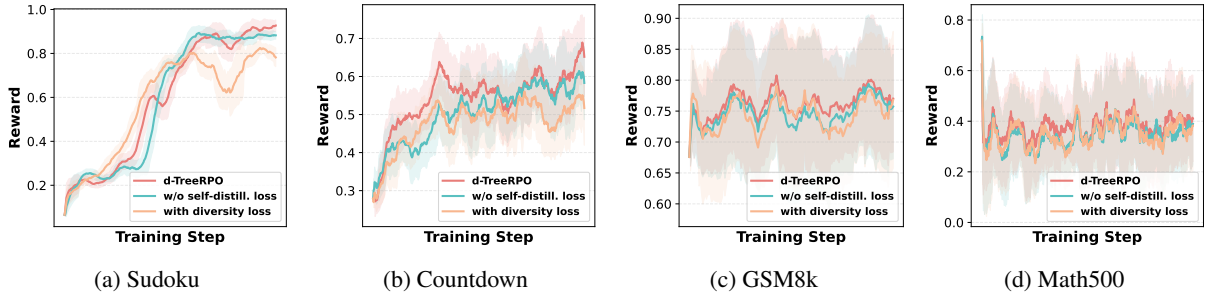 Reward
1.0
0.8
0.6
0.4
0.2
d-TreeRPO
w/o self-distill. loss
with diversity loss
Training Step
(a) Sudoku
Reward
0.7
0.6
0.5
0.4
0.3
d-TreeRPO
w/o self-distill. loss
with diversity loss
Training Step
(b) Countdown
Reward
0.90
0.85
0.80
0.75
0.70
0.65
0.60
d-TreeRPO
w/o self-distill. loss
with diversity loss
Training Step
(c) GSM8k
Reward
0.8
0.6
0.4
0.2
0.0
d-TreeRPO
w/o self-distill. loss
with diversity loss
Training Step
(d) Math500